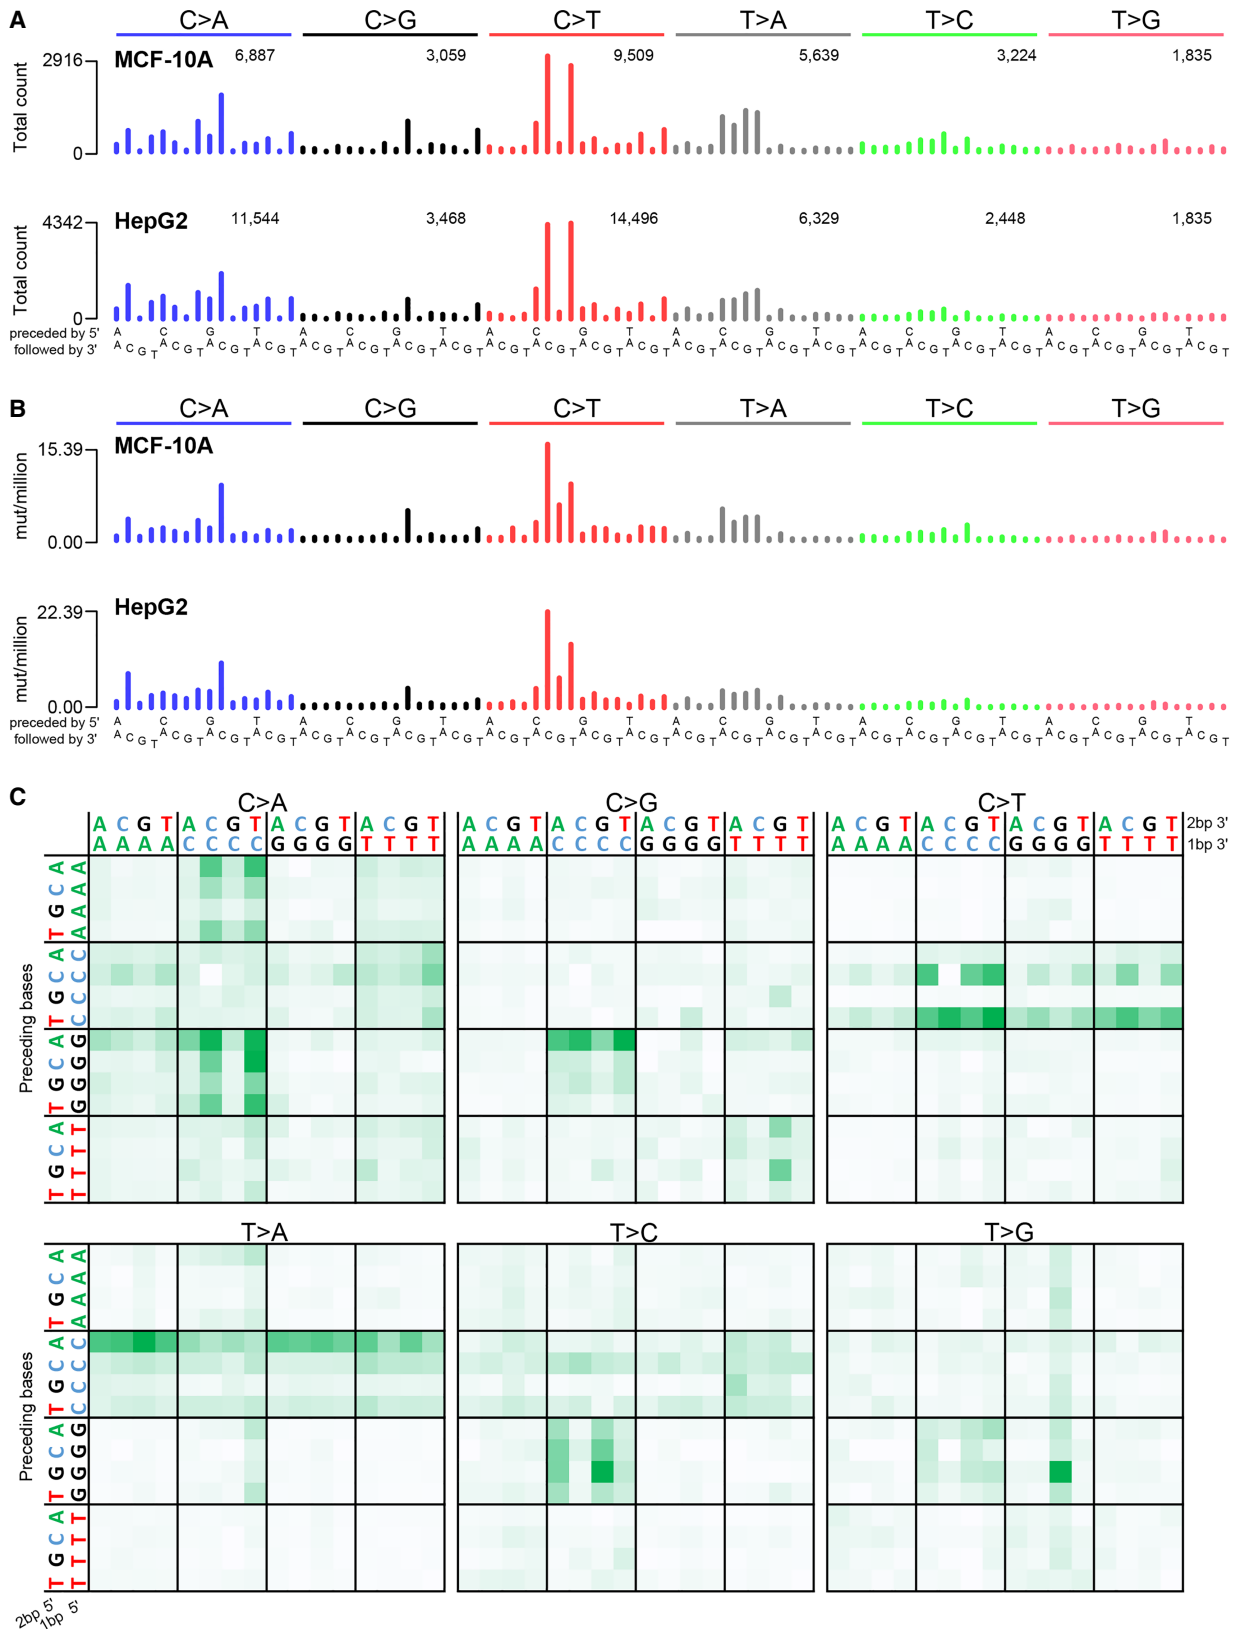 A
C>A C>G C>T T>A T>C T>G
MCF-10A 6,887 3,059 9,509 5,639 3,224 1,835
Total count
2916
0
HepG2 11,544 3,468 14,496 6,329 2,448 1,835
Total count
4342
0
preceded by 5' A C G T A C G T A C G T A C G T A C G T A C G T
followed by 3' A C G T A C G T A C G T A C G T A C G T A C G T A C G T A C G T A C G T A C G T A C G T A C G T A C G T A C G T A C G T A C G T A C G T A C G T A C G T A C G T A C G T A C G T A C G T A C G T
B
C>A C>G C>T T>A T>C T>G
MCF-10A
mut/million
15.39
0.00
HepG2
mut/million
22.39
0.00
preceded by 5' A C G T A C G T A C G T A C G T A C G T A C G T
followed by 3' A C G T A C G T A C G T A C G T A C G T A C G T A C G T A C G T A C G T A C G T A C G T A C G T A C G T A C G T A C G T A C G T A C G T A C G T A C G T A C G T A C G T A C G T A C G T A C G T
C
C>A C>G C>T
A C G T A C G T A C G T A C G T A C G T A C G T A C G T A C G T A C G T A C G T A C G T A C G T 2bp 3'
A A A A C C C C G G G G T T T T A A A A C C C C G G G G T T T T A A A A C C C C G G G G T T T T 1bp 3'
Preceding bases
A A
C A
G A
T A
A C
C C
G C
T C
A G
C G
G G
T G
A T
C T
G T
T T
T>A T>C T>G
Preceding bases
A A
C A
G A
T A
A C
C C
G C
T C
A G
C G
G G
T G
A T
C T
G T
T T
2bp 5'
1bp 5'